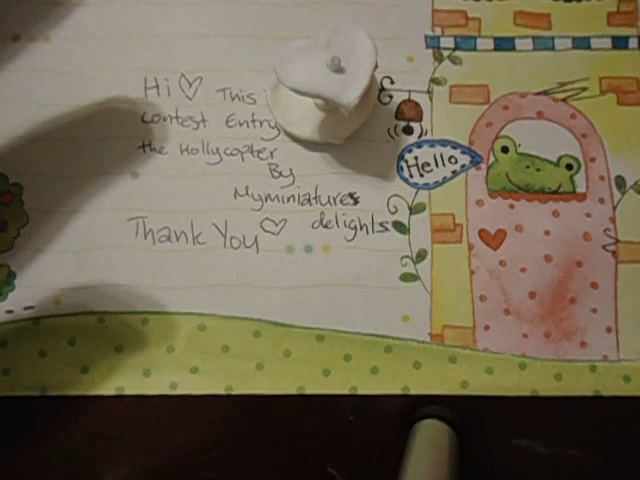 Hi ♡ This i
contest Entry
the Hollycopter
By
Myminiatures
delights
Thank You ♡
Hello